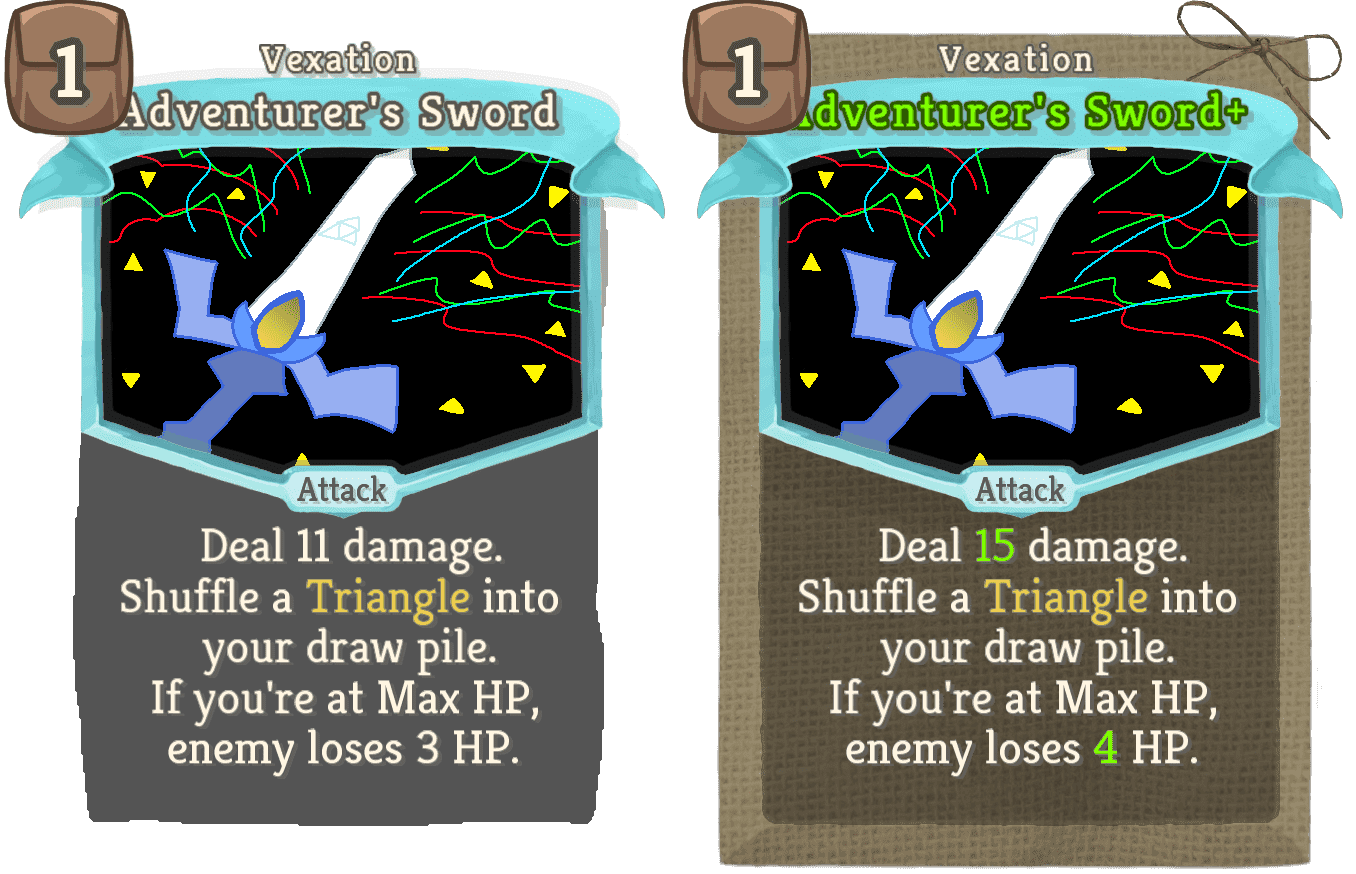 1
Vexation
Adventurer's Sword
Attack
Deal 11 damage.
Shuffle a Triangle into
your draw pile.
If you're at Max HP,
enemy loses 3 HP.
1
Vexation
Adventurer's Sword+
Attack
Deal 15 damage.
Shuffle a Triangle into
your draw pile.
If you're at Max HP,
enemy loses 4 HP.